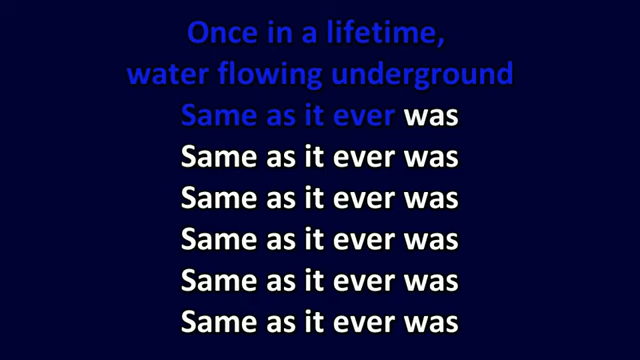 Once in a lifetime,
water flowing underground
Same as it ever was
Same as it ever was
Same as it ever was
Same as it ever was
Same as it ever was
Same as it ever was